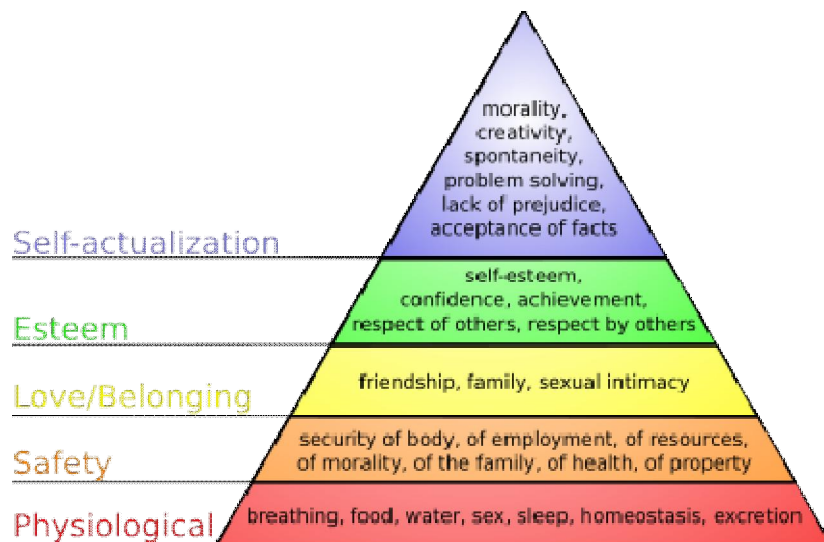 morality,
creativity,
spontaneity,
problem solving,
lack of prejudice,
acceptance of facts
Self-actualization
self-esteem,
confidence, achievement,
respect of others, respect by others
Esteem
friendship, family, sexual intimacy
Love/Belonging
security of body, of employment, of resources,
of morality, of the family, of health, of property
Safety
breathing, food, water, sex, sleep, homeostasis, excretion
Physiological